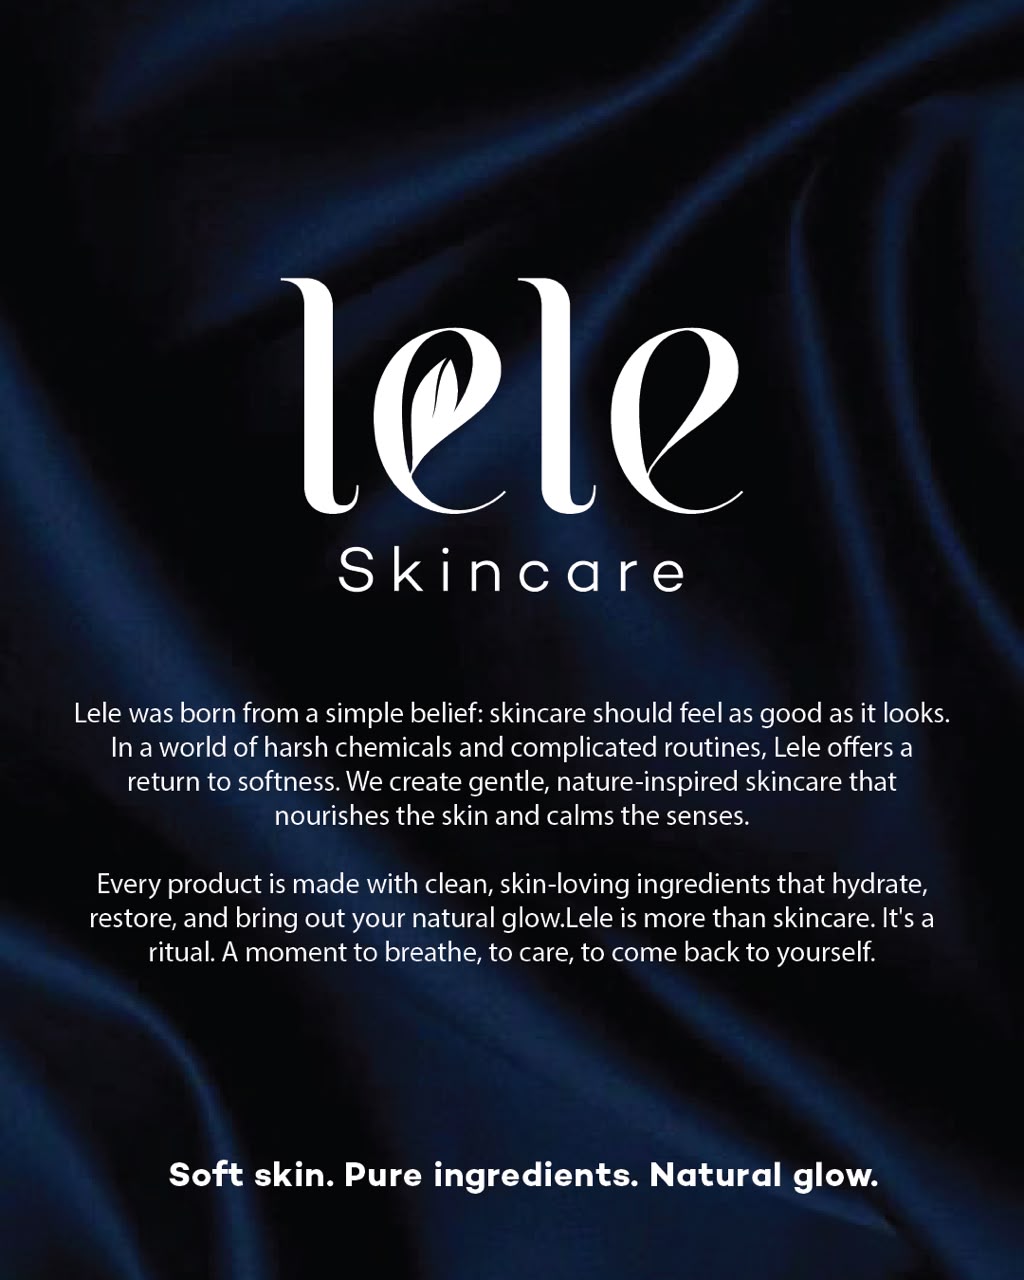 lele
Skincare
Lele was born from a simple belief: skincare should feel as good as it looks.
In a world of harsh chemicals and complicated routines, Lele offers a
return to softness. We create gentle, nature-inspired skincare that
nourishes the skin and calms the senses.
Every product is made with clean, skin-loving ingredients that hydrate,
restore, and bring out your natural glow.Lele is more than skincare. It's a
ritual. A moment to breathe, to care, to come back to yourself.
Soft skin. Pure ingredients. Natural glow.